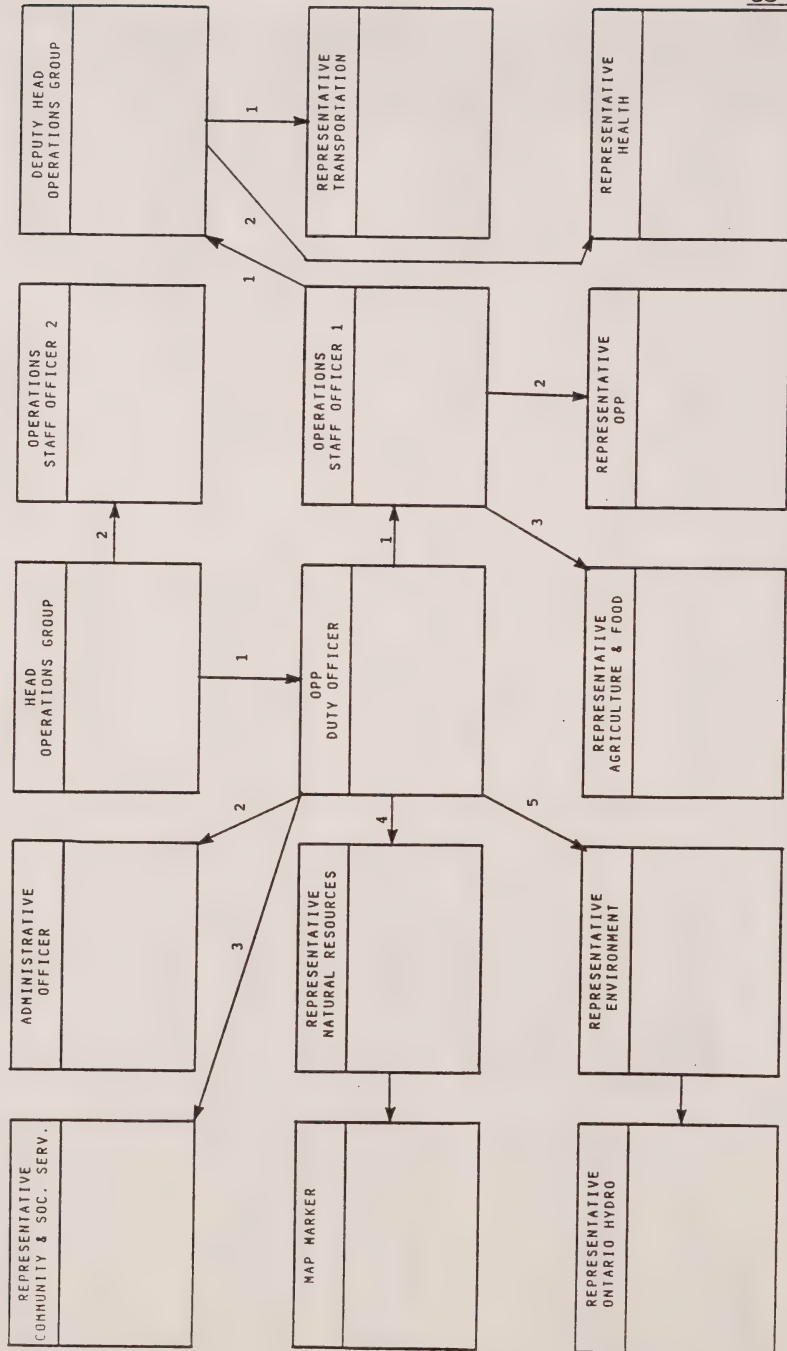 REPRESENTATIVE
COMMUNITY & SOC. SERV.
ADMINISTRATIVE
OFFICER
HEAD
OPERATIONS GROUP
OPERATIONS
STAFF OFFICER 2
DEPUTY HEAD
OPERATIONS GROUP
2
1
2
3
1
1
2
MAP MARKER
REPRESENTATIVE
NATURAL RESOURCES
OPP
DUTY OFFICER
OPERATIONS
STAFF OFFICER 1
REPRESENTATIVE
TRANSPORTATION
4
1
5
3
2
REPRESENTATIVE
ONTARIO HYDRO
REPRESENTATIVE
ENVIRONMENT
REPRESENTATIVE
AGRICULTURE & FOOD
REPRESENTATIVE
OPP
REPRESENTATIVE
HEALTH